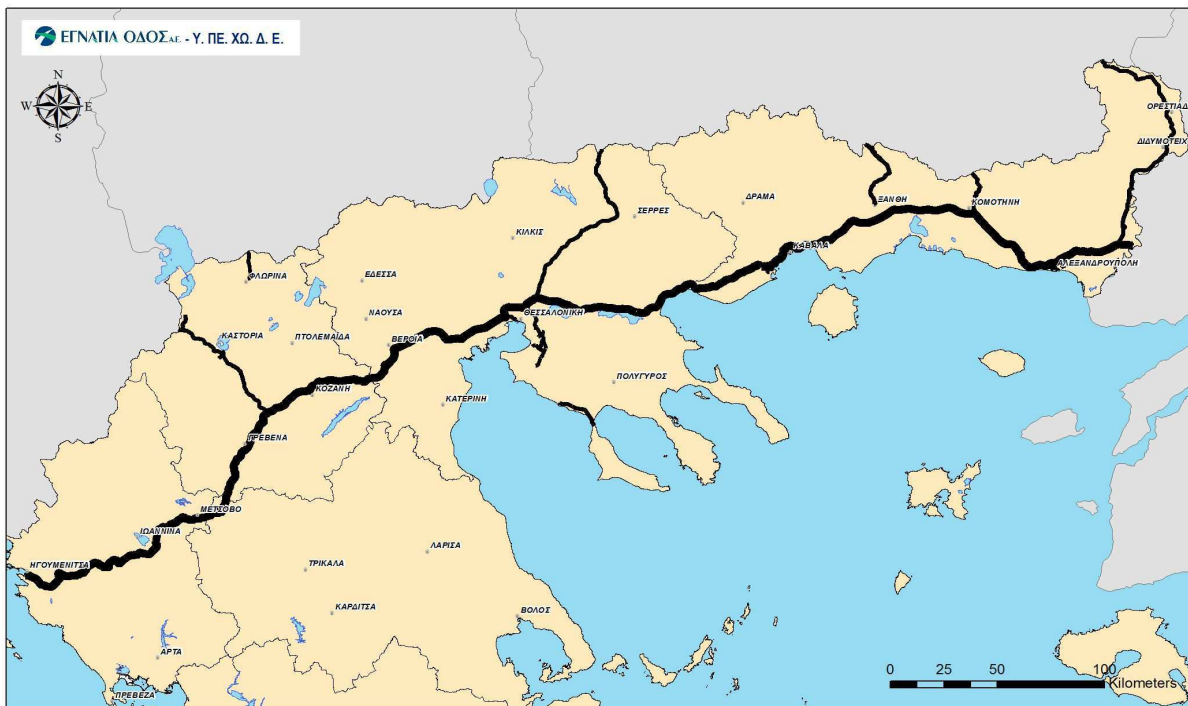 ΕΓΝΑΤΙΑ ΟΔΟΣ Α.Ε. - Υ. ΠΕ. ΧΩ. Δ. Ε.
N
W E
S
ΟΡΕΣΤΙΑΔ
ΔΙΔΥΜΟΤΕΙΧ
ΞΑΝΘΗ
ΚΟΜΟΤΗΝΗ
ΔΡΑΜΑ
ΣΕΡΡΕΣ
ΚΙΛΚΙΣ
ΚΑΒΑΛΑ
ΑΛΕΞΑΝΔΡΟΥΠΟΛΗ
ΦΛΩΡΙΝΑ
ΕΔΕΣΣΑ
ΝΑΟΥΣΑ
ΘΕΣΣΑΛΟΝΙΚΗ
ΚΑΣΤΟΡΙΑ
ΠΤΟΛΕΜΑΪΔΑ
ΒΕΡΟΙΑ
ΠΟΛΥΓΥΡΟΣ
ΚΟΖΑΝΗ
ΚΑΤΕΡΙΝΗ
ΓΡΕΒΕΝΑ
ΜΕΤΣΟΒΟ
ΙΩΑΝΝΙΝΑ
ΛΑΡΙΣΑ
ΗΓΟΥΜΕΝΙΤΣΑ
ΤΡΙΚΑΛΑ
ΚΑΡΔΙΤΣΑ
ΒΟΛΟΣ
ΑΡΤΑ
ΠΡΕΒΕΖΑ
0 25 50 100
Kilometers